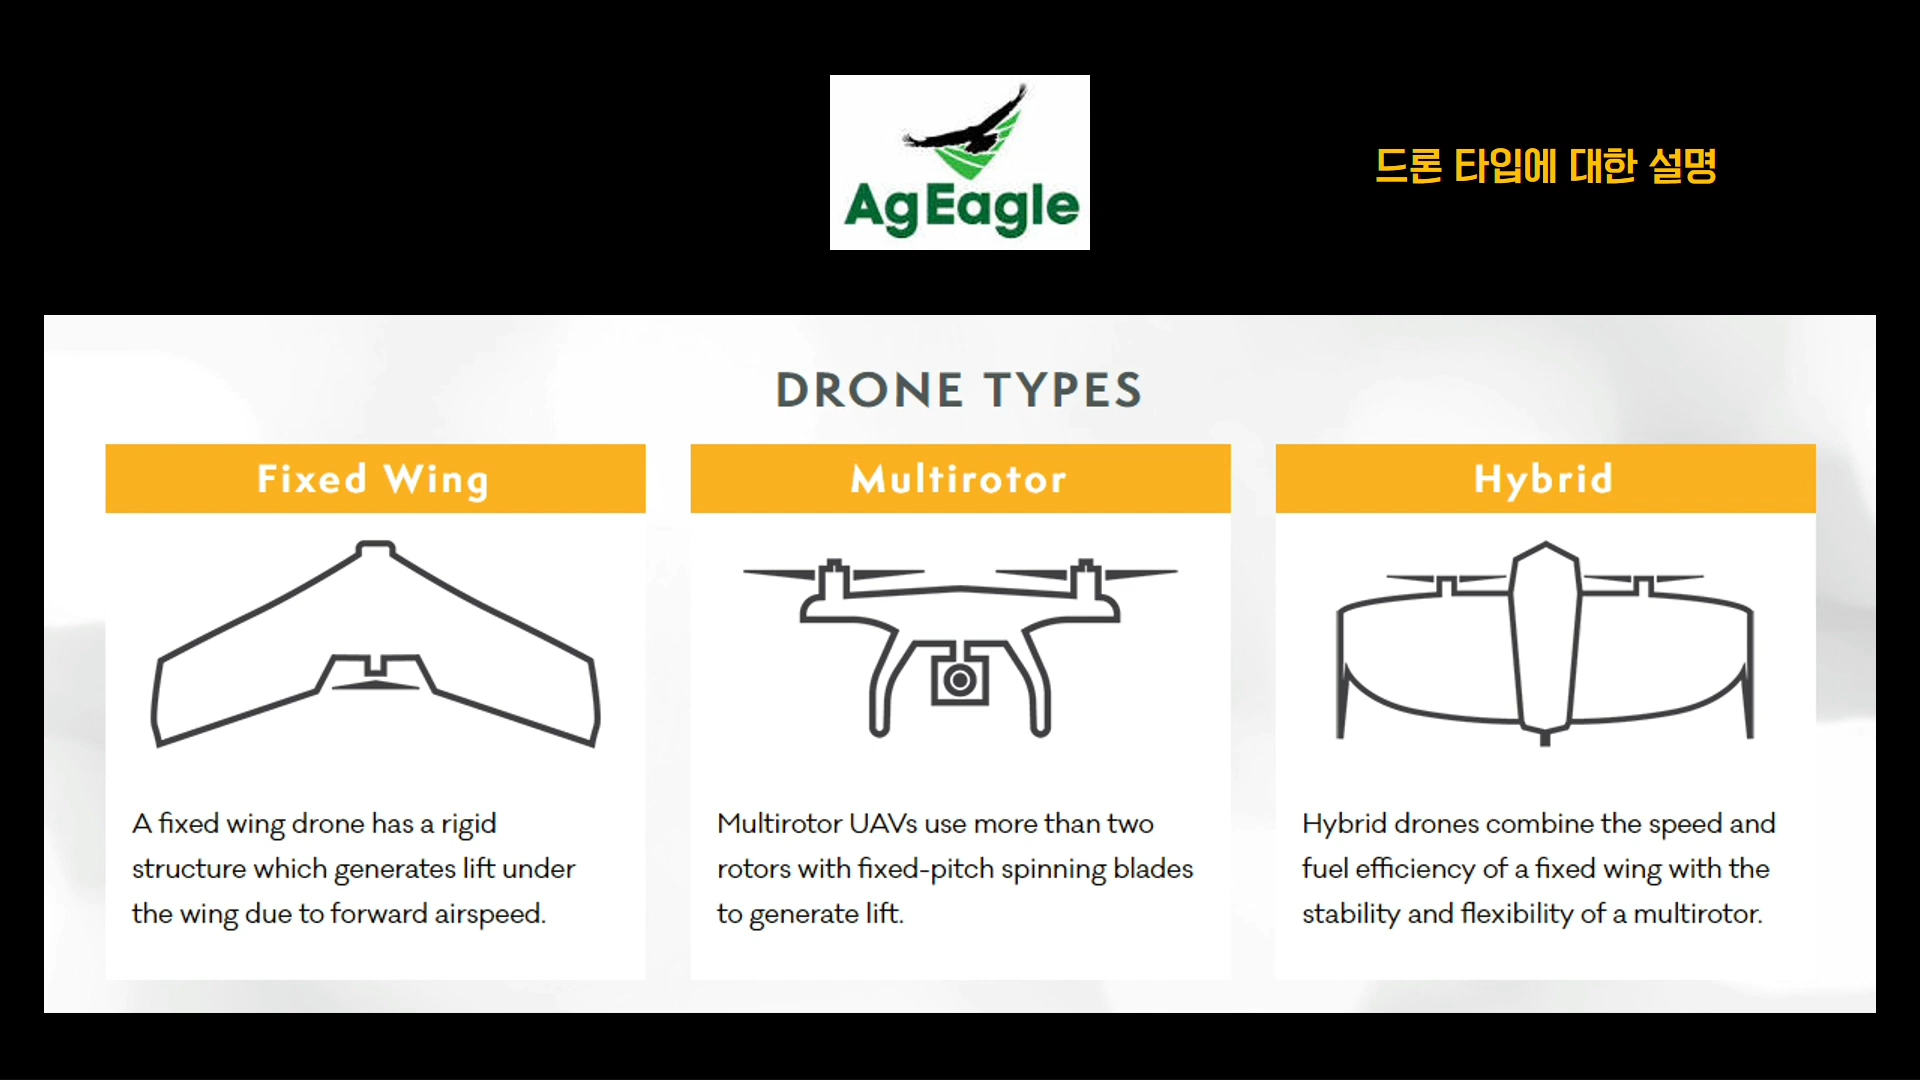 AgEagle
드론 타입에 대한 설명
DRONE TYPES
Fixed Wing
A fixed wing drone has a rigid
structure which generates lift under
the wing due to forward airspeed.
Multirotor
Multirotor UAVs use more than two
rotors with fixed-pitch spinning blades
to generate lift.
Hybrid
Hybrid drones combine the speed and
fuel efficiency of a fixed wing with the
stability and flexibility of a multirotor.